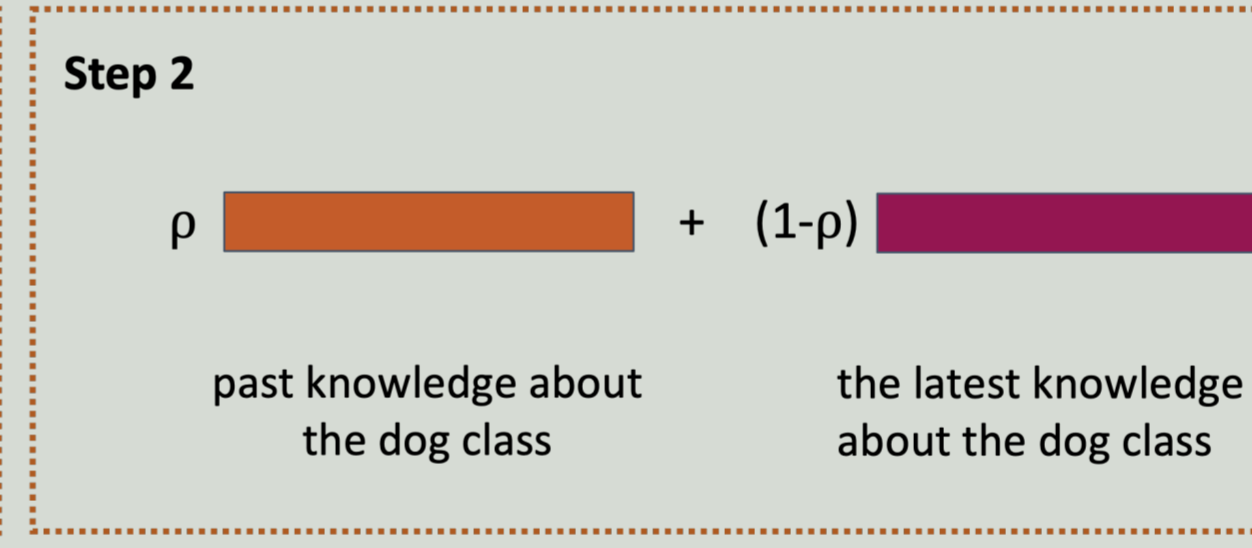 Step 2
ρ + (1-ρ)
past knowledge about
the dog class
the latest knowledge
about the dog class